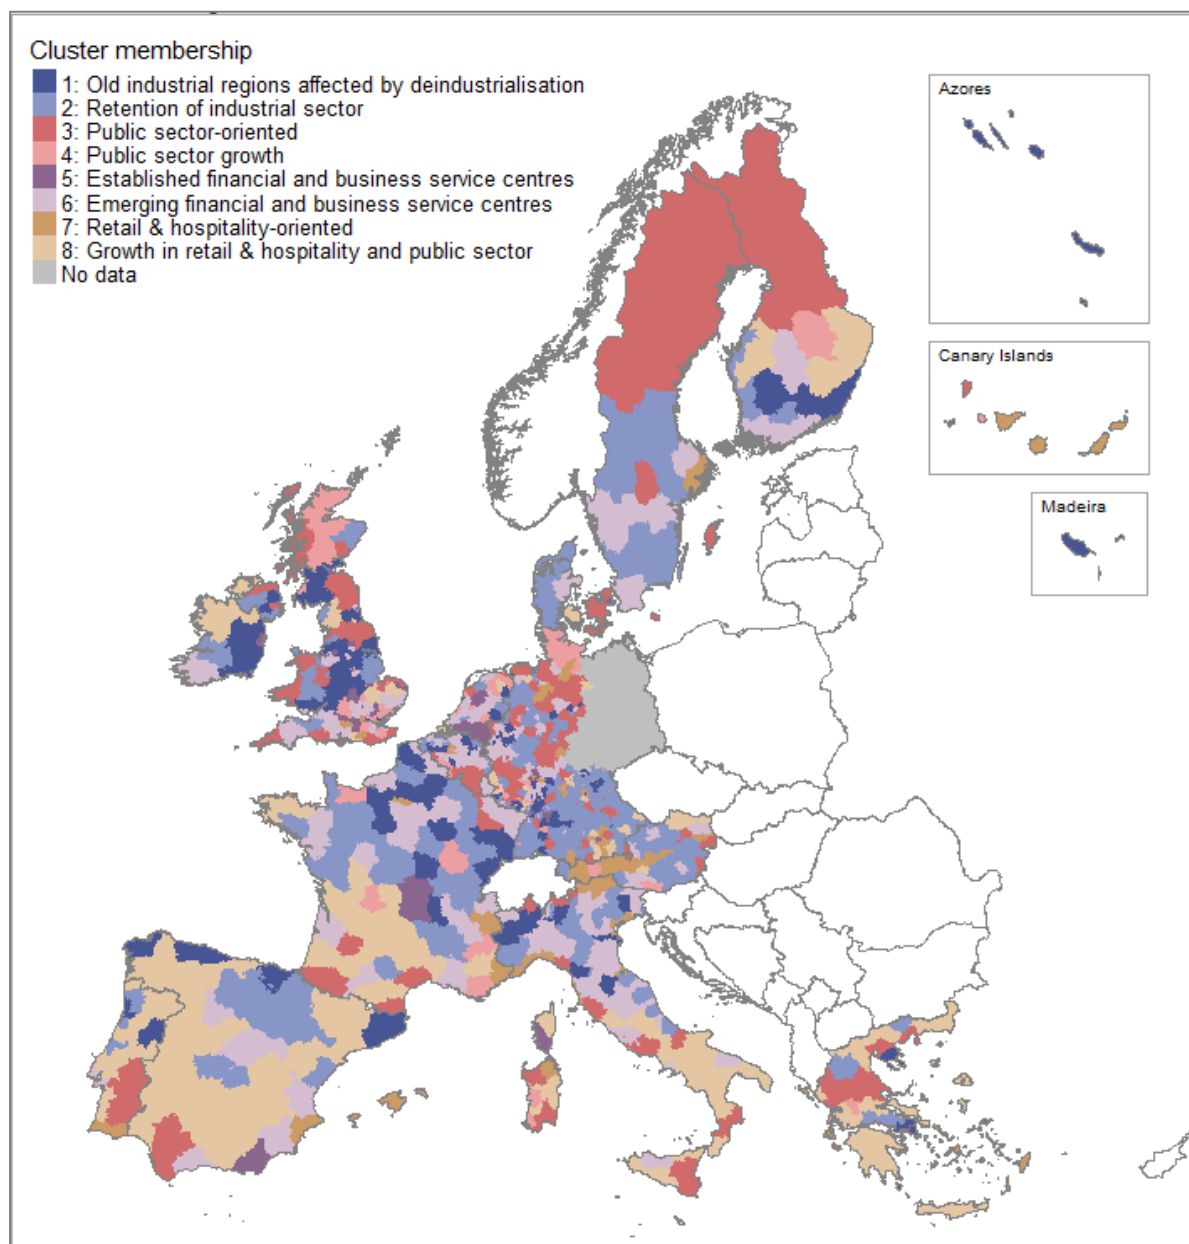 Cluster membership
1: Old industrial regions affected by deindustrialisation
2: Retention of industrial sector
3: Public sector-oriented
4: Public sector growth
5: Established financial and business service centres
6: Emerging financial and business service centres
7: Retail & hospitality-oriented
8: Growth in retail & hospitality and public sector
No data
Azores
Canary Islands
Madeira